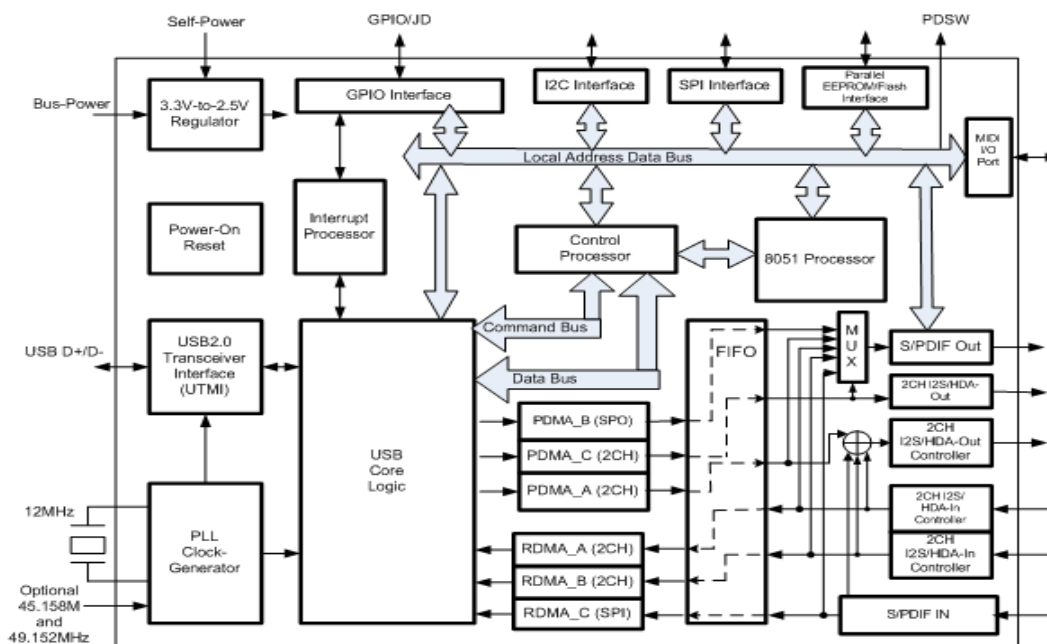 Self-Power
GPIO/JD
PDSW
Bus-Power
3.3V-to-2.5V
Regulator
GPIO Interface
I2C Interface
SPI Interface
Parallel
EEPROM/Flash
Interface
MIDI
I/O
Port
Local Address Data Bus
Power-On
Reset
Interrupt
Processor
Control
Processor
8051 Processor
USB D+/D-
USB2.0
Transceiver
Interface
(UTMI)
Command Bus
Data Bus
FIFO
MUX
S/PDIF Out
2CH I2S/HDA-
Out
2CH
I2S/HDA-Out
Controller
USB
Core
Logic
PDMA_B (SPO)
PDMA_C (2CH)
PDMA_A (2CH)
12MHz
PLL
Clock-
Generator
RDMA_A (2CH)
RDMA_B (2CH)
RDMA_C (SPI)
2CH I2S/
HDA-In
Controller
2CH
I2S/HDA-In
Controller
S/PDIF IN
Optional
45.158M
and
49.152MHz